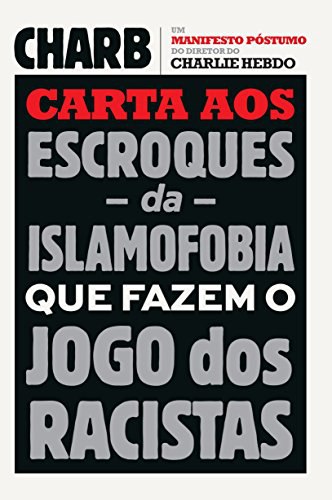 CHARB
UM
MANIFESTO PÓSTUMO
DO DIRETOR DO
CHARLIE HEBDO
CARTA AOS
ESCROQUES
– da –
ISLAMOFOBIA
QUE FAZEM O
JOGO dos
RACISTAS